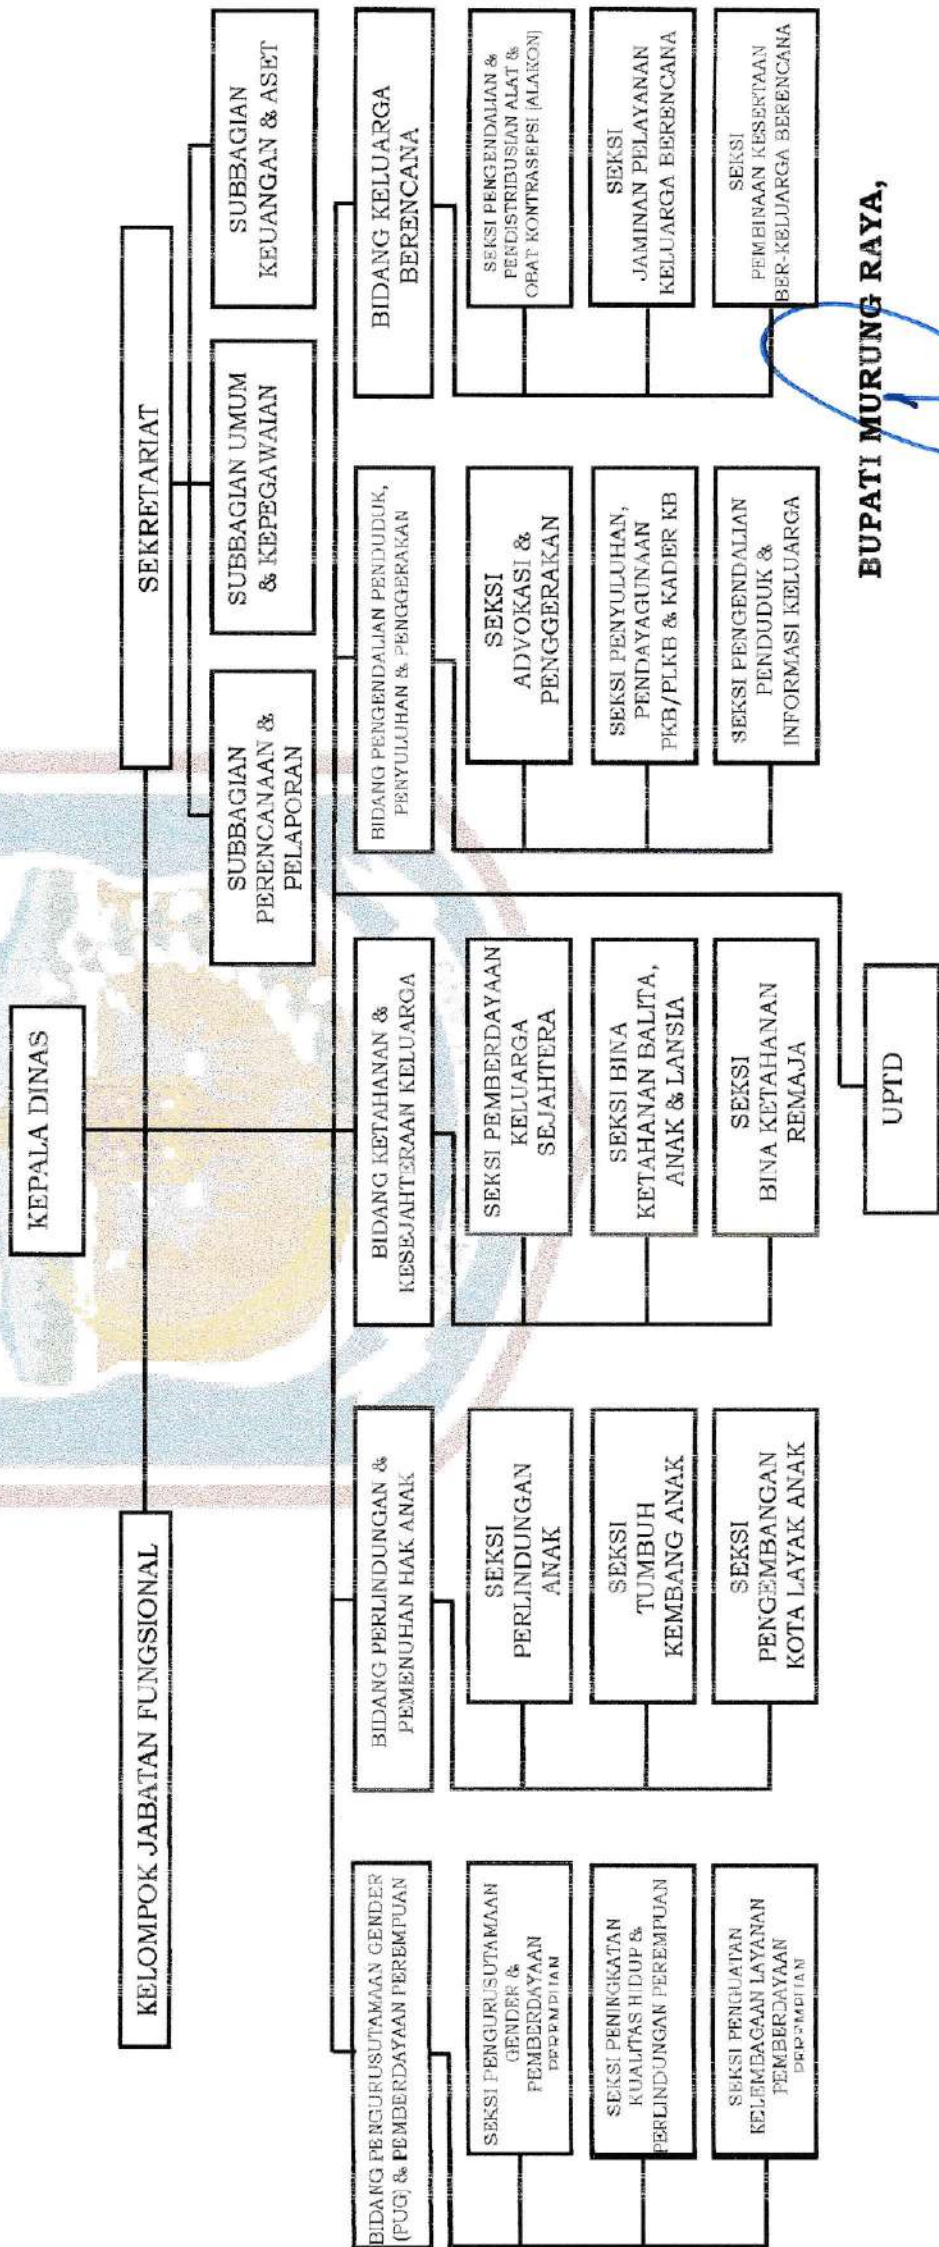 KEPALA DINAS
KELOMPOK JABATAN FUNGSIONAL
SEKRETARIAT
SUBBAGIAN
PERENCANAAN &
PELAPORAN
SUBBAGIAN UMUM
& KEPEGAWAIAN
SUBBAGIAN
KEUANGAN & ASET
BIDANG PENGURUSUTAMAAN GENDER
(PUG) & PEMBERDAYAAN PEREMPUAN
SEKSI PENGURUSUTAMAAN
GENDER &
PEMBERDAYAAN
PEREMPUAN
SEKSI PENINGKATAN
KUALITAS HIDUP &
PERLINDUNGAN PEREMPUAN
SEKSI PENGUATAN
KELEMBAGAAN LAYANAN
PEMBERDAYAAN
PEREMPUAN
BIDANG PERLINDUNGAN &
PEMENUHAN HAK ANAK
SEKSI
PERLINDUNGAN
ANAK
SEKSI
TUMBUH
KEMBANG ANAK
SEKSI
PENGEMBANGAN
KOTA LAYAK ANAK
BIDANG KETAHANAN &
KESEJAHTERAAN KELUARGA
SEKSI PEMBERDAYAAN
KELUARGA
SEJAHTERA
SEKSI BINA
KETAHANAN BALITA,
ANAK & LANSIA
SEKSI
BINA KETAHANAN
REMAJA
BIDANG PENGENDALIAN PENDUDUK,
PENYULUHAN & PENGGERAKAN
SEKSI
ADVOKASI &
PENGGERAKAN
SEKSI PENYULUHAN,
PENDAYAGUNAAN
PKB/PLKB & KADER KB
SEKSI PENGENDALIAN
PENDUDUK &
INFORMASI KELUARGA
BIDANG KELUARGA
BERENCANA
SEKSI PENGENDALIAN &
PENDISTRIBUSIAN ALAT &
OBAT KONTRASEPSI (ALAKON)
SEKSI
JAMINAN PELAYANAN
KELUARGA BERENCANA
SEKSI
PEMBINAAN KESERTAAN
BER-KELUARGA BERENCANA
UPTD
BUPATI MURUNG RAYA,